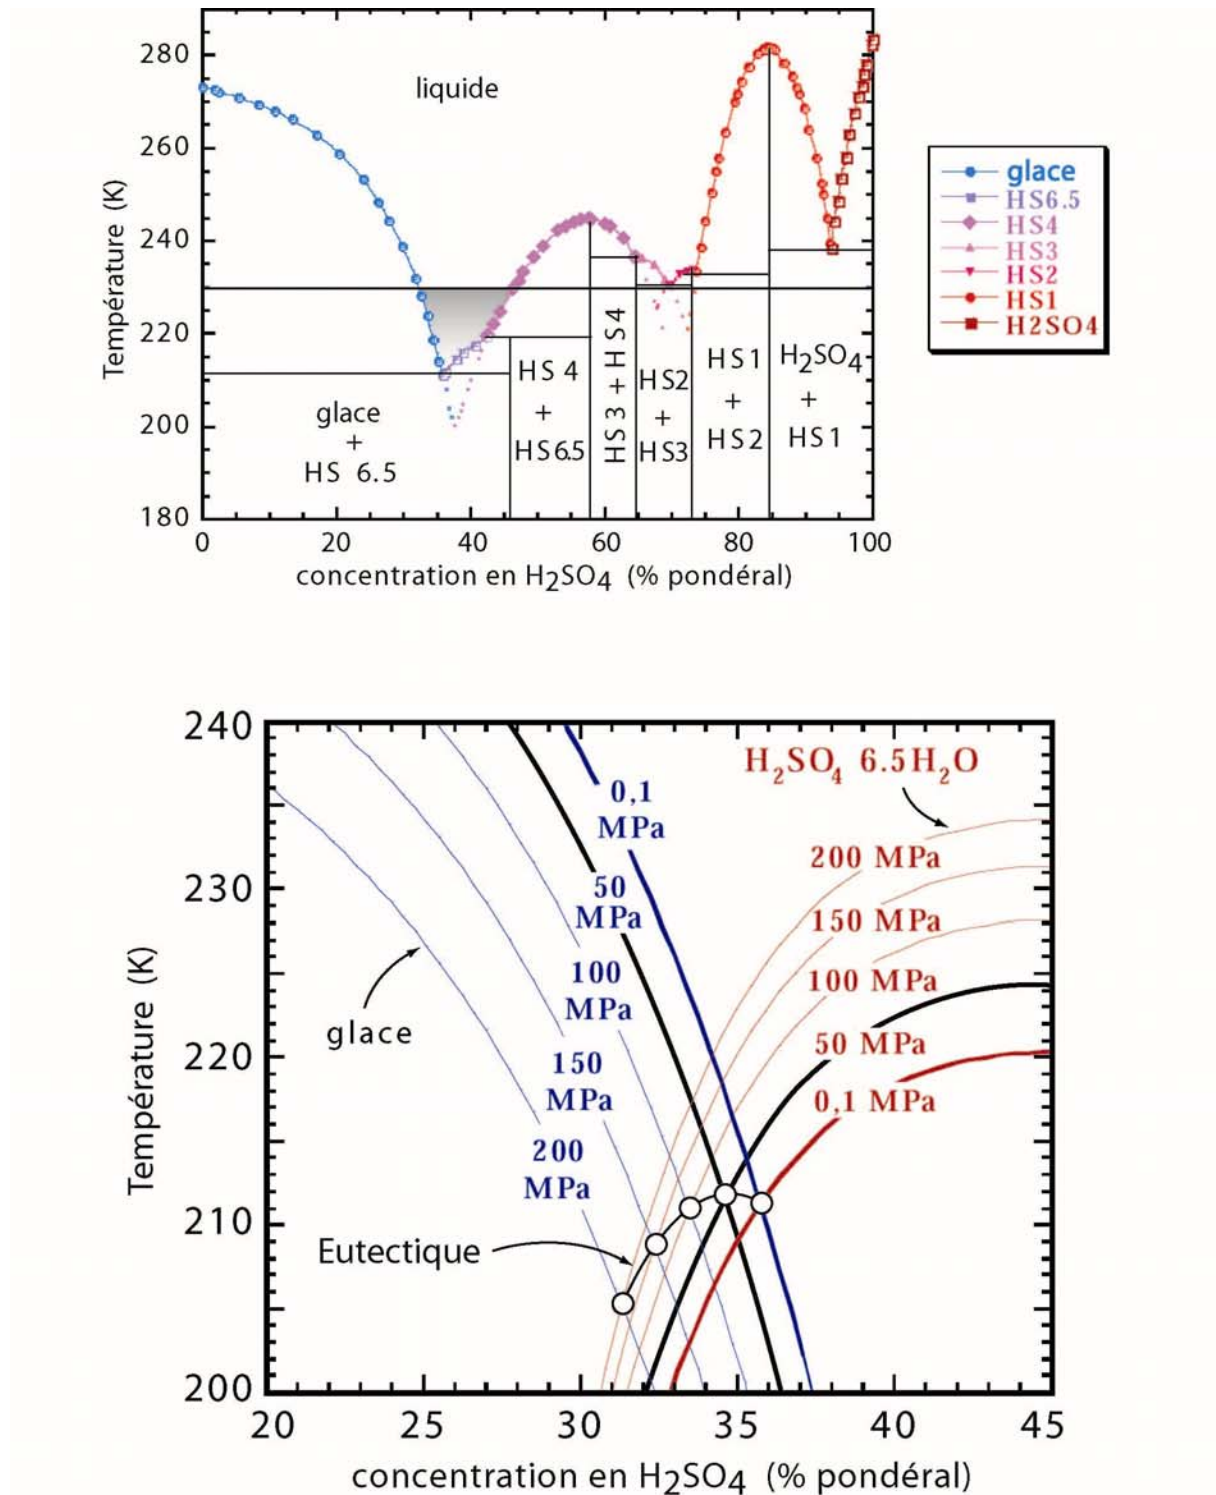 Température (K)
280
260
240
220
200
180
liquide
glace
+
HS 6.5
HS 4
+
HS6.5
HS 3 + HS4
HS2
+
HS3
HS1
+
HS2
H2SO4
+
HS1
0 20 40 60 80 100
concentration en H2SO4 (% pondéral)
glace
HS6.5
HS4
HS3
HS2
HS1
H2SO4
Température (K)
240
230
220
210
200
0,1
MPa
50
MPa
100
MPa
150
MPa
200
MPa
glace
Eutectique
H2SO4 6.5H2O
200 MPa
150 MPa
100 MPa
50 MPa
0,1 MPa
20 25 30 35 40 45
concentration en H2SO4 (% pondéral)